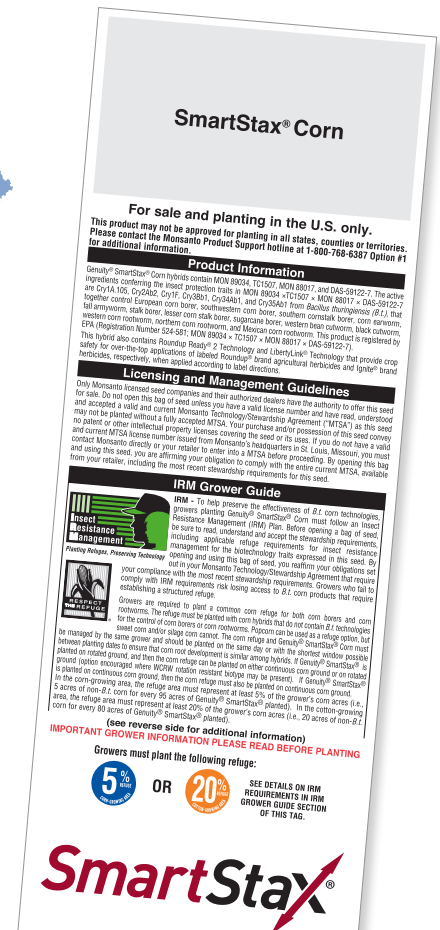 SmartStax® Corn
For sale and planting in the U.S. only.
This product may not be approved for planting in all states, counties or territories.
Please contact the Monsanto Product Support hotline at 1-800-768-6387 Option #1
for additional information.
Product Information
Genuity® SmartStax® Corn hybrids contain MON 89034, TC1507, MON 88017, and DAS-59122-7. The active
ingredients conferring the insection traits in MON 89034 ×TC1507 × MON 88017 × DAS-59122-7
are Cry1A.105, Cry2Ab2, Cry1F, Cry3Bb1, Cry34Ab1, and Cry35Ab1 from Bacillus thuringiensis (B.t.), that
together control European corn borer, southwestern corn borer, southern cornstalk borer, corn earworm,
fall armyworm, stalk borer, lesser corn stalk borer, sugarcane borer, western bean cutworm, black cutworm,
western corn rootworm, northern corn rootworm, and Mexican corn rootworm. This product is registered by
EPA (Registration Number 524-581; MON 89034 × TC1507 × MON 88017 × DAS-59122-7).
This hybrid also contains Roundup Ready® 2 Technology and LibertyLink® Technology that provide crop
safety for over-the-top applications of labeled Roundup® brand agricultural herbicides and Ignite® brand
herbicides, respectively, when applied according to label directions.
Licensing and Management Guidelines
Only Monsanto licensed seed companies and their authorized dealers have the authority to offer this seed
for sale. Do not open this bag of seed unless you have a valid license number and have read, understood
and accepted a valid and current Monsanto Technology/Stewardship Agreement ("MTSA") as this seed
may not be planted without a fully accepted MTSA. Your purchase and/or possession of this seed convey
no patent or other intellectual property licenses covering the seed or its uses. If you do not have a valid
and current MTSA license number issued from Monsanto's headquarters in St. Louis, Missouri, you must
contact Monsanto directly or your retailer to enter into a MTSA before proceeding. By opening this bag
and using this seed, you are affirming your obligation to comply with the entire current MTSA, available
from your retailer, including the most recent stewardship requirements for this seed.
IRM Grower Guide
Insect
Resistance
Management
Planting Refuges, Preserving Technology
RESPECT
THE REFUGE
IRM - To help preserve the effectiveness of B.t. corn technologies,
growers planting Genuity® SmartStax® Corn must follow an Insect
Resistance Management (IRM) Plan. Before opening a bag of seed,
be sure to read, understand and accept the stewardship requirements,
including applicable refuge requirements for insect resistance
management for the biotechnology traits expressed in this seed. By
opening and using this bag of seed, you reaffirm your obligations set
out in your Monsanto Technology/Stewardship Agreement that require
your compliance with the most recent stewardship requirements. Growers who fail to
comply with IRM requirements risk losing access to B.t. corn products that require
establishing a structured refuge.
Growers are required to plant a common corn refuge for both corn borers and corn
rootworms. The refuge must be planted with corn hybrids that do not contain B.t. technologies
for the control of corn borers or corn rootworms. Popcorn can be used as a refuge option, but
sweet corn and/or silage corn cannot. The corn refuge and Genuity® SmartStax® Corn must
be managed by the same grower and should be planted on the same day or with the shortest window possible
between planting dates to ensure that corn root development is similar among hybrids. If Genuity® SmartStax® is
planted on rotated ground, and then the corn refuge can be planted on either continuous corn ground or on rotated
ground (option encouraged where WCRW rotation resistant biotype may be present). If Genuity® SmartStax®
is planted on continuous corn ground, then the corn refuge must also be planted on continuous corn ground.
In the corn-growing area, the refuge area must represent at least 5% of the grower's corn acres (i.e.,
5 acres of non-B.t. corn for every 95 acres of Genuity® SmartStax® planted). In the cotton-growing
area, the refuge area must represent at least 20% of the grower's corn acres (i.e., 20 acres of non-B.t.
corn for every 80 acres of Genuity® SmartStax® planted).
(see reverse side for additional information)
IMPORTANT GROWER INFORMATION PLEASE READ BEFORE PLANTING
Growers must plant the following refuge:
5% REFUGE
CORN-GROWING AREA
OR
20% REFUGE
COTTON-GROWING AREA
SEE DETAILS ON IRM
REQUIREMENTS IN IRM
GROWER GUIDE SECTION
OF THIS TAG.
SmartStax®